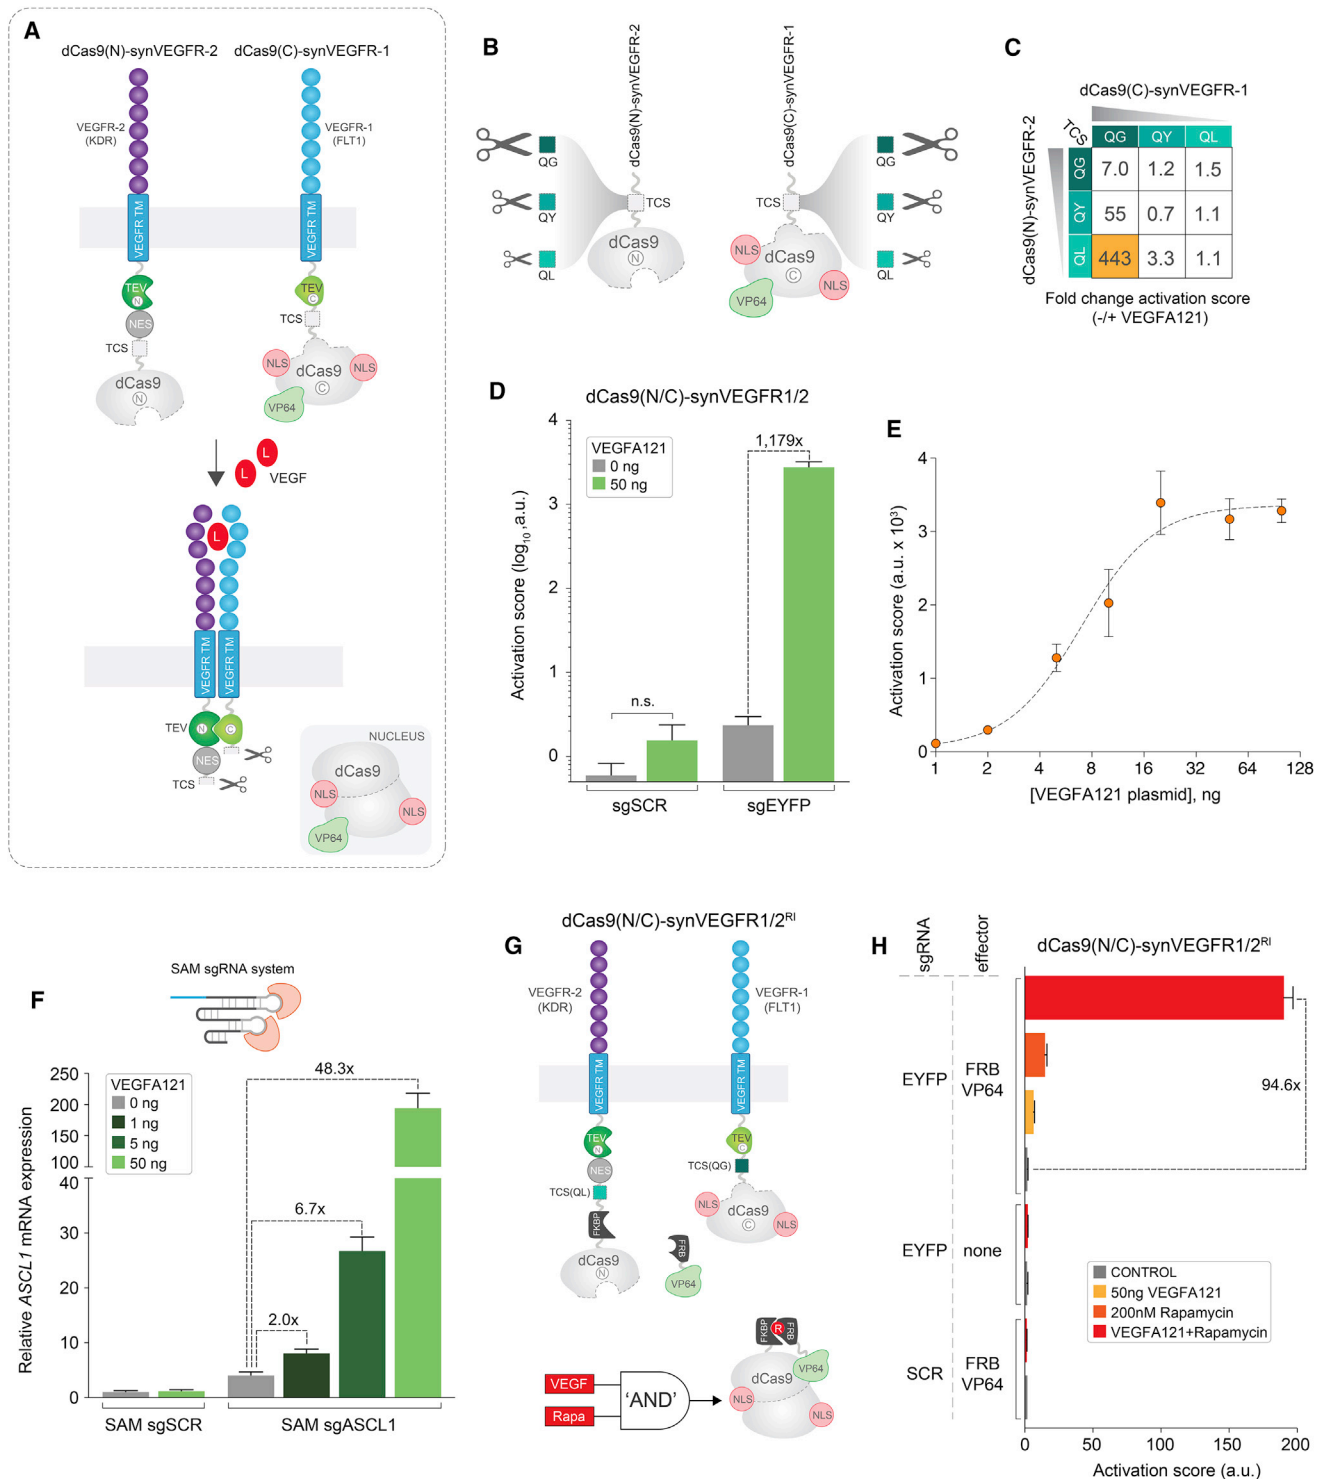 A
dCas9(N)-synVEGFR-2
dCas9(C)-synVEGFR-1
VEGFR-2
(KDR)
VEGFR-1
(FLT1)
VEGFR TM
VEGFR TM
TEV
N
TEV
C
NES
TCS
TCS
dCas9
N
NLS
dCas9
C
NLS
VP64
L
L
VEGF
L
VEGFR TM
VEGFR TM
TEV
N
C
NES
TCS
NUCLEUS
dCas9
NLS
NLS
VP64
B
dCas9(N)-synVEGFR-2
dCas9(C)-synVEGFR-1
QG
QY
QL
TCS
dCas9
N
TCS
QG
QY
QL
NLS
dCas9
C
NLS
VP64
C
dCas9(C)-synVEGFR-1
dCas9(N)-synVEGFR-2
TCS
QG QY QL
QG 7.0 1.2 1.5
QY 55 0.7 1.1
QL 443 3.3 1.1
Fold change activation score
(-/+ VEGFA121)
D
dCas9(N/C)-synVEGFR1/2
VEGFA121
0 ng
50 ng
1,179x
n.s.
Activation score (log10,a.u.)
4
3
2
1
0
sgSCR
sgEYFP
E
Activation score (a.u. x 10³)
4
3
2
1
0
1 2 4 8 16 32 64 128
[VEGFA121 plasmid], ng
F
SAM sgRNA system
VEGFA121
0 ng
1 ng
5 ng
50 ng
48.3x
6.7x
2.0x
Relative ASCL1 mRNA expression
250
200
150
100
40
30
20
10
0
SAM sgSCR
SAM sgASCL1
G
dCas9(N/C)-synVEGFR1/2RI
VEGFR-2
(KDR)
VEGFR-1
(FLT1)
VEGFR TM
VEGFR TM
TEV
N
TEV
C
NES
TCS(QG)
TCS(QL)
FKBP
dCas9
N
NLS
dCas9
C
NLS
FRB
VP64
FKBP
R
FRB
VP64
dCas9
NLS
NLS
VEGF
Rapa
'AND'
H
sgRNA
effector
dCas9(N/C)-synVEGFR1/2RI
EYFP
FRB
VP64
94.6x
EYFP
none
SCR
FRB
VP64
CONTROL
50ng VEGFA121
200nM Rapamycin
VEGFA121+Rapamycin
0 50 100 150 200
Activation score (a.u.)